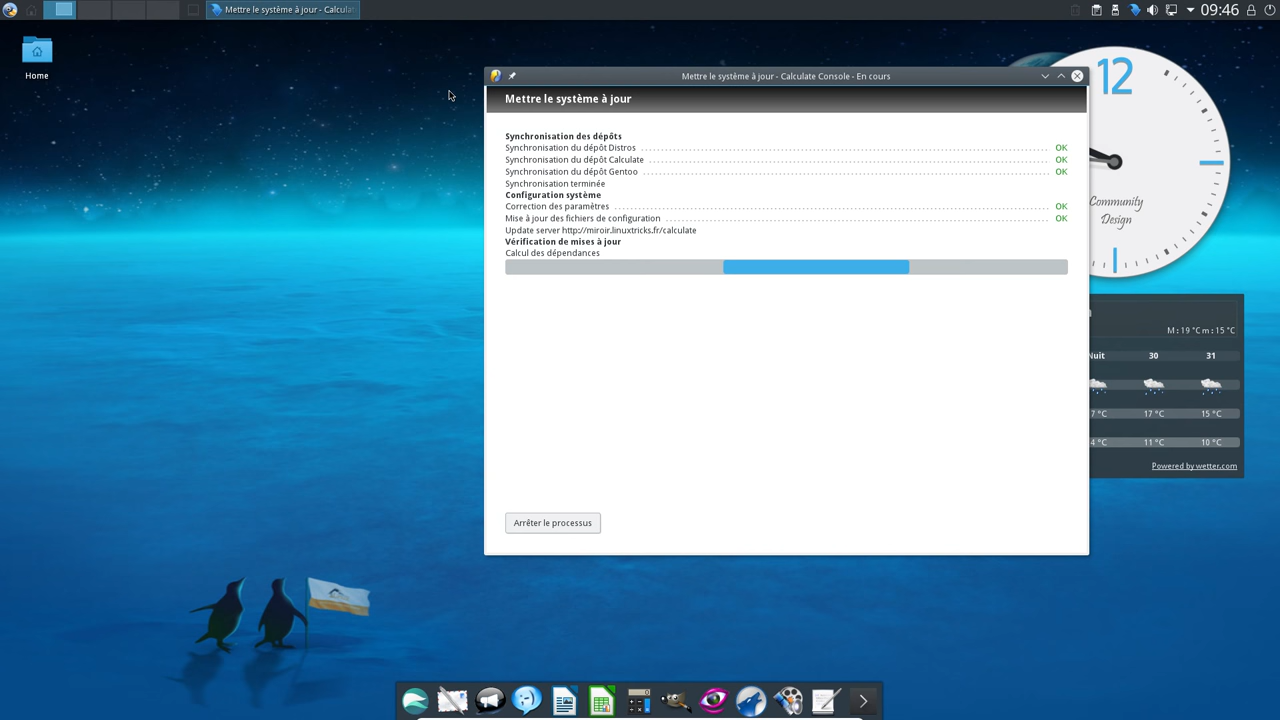 Mettre le système à jour - Calculat
09:46
Home
Mettre le système à jour - Calculate Console - En cours
Mettre le système à jour
Synchronisation des dépôts
Synchronisation du dépôt Distros OK
Synchronisation du dépôt Calculate OK
Synchronisation du dépôt Gentoo OK
Synchronisation terminée
Configuration système
Correction des paramètres OK
Mise à jour des fichiers de configuration OK
Update server http://miroir.linuxtricks.fr/calculate
Vérification de mises à jour
Calcul des dépendances
Arrêter le processus
12
Community
Design
M : 19 °C m : 15 °C
Nuit 30 31
7 °C 17 °C 15 °C
4 °C 11 °C 10 °C
Powered by wetter.com